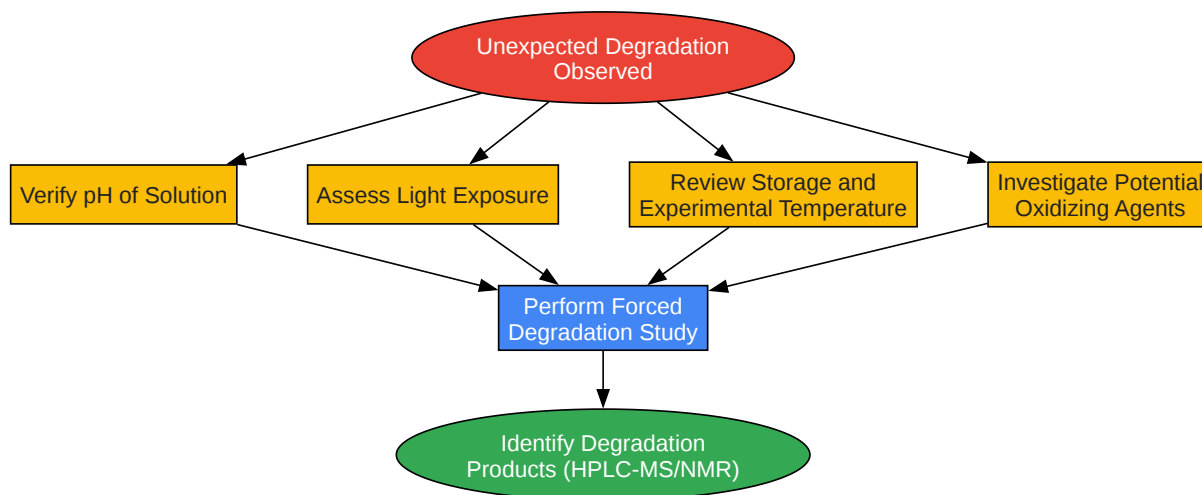 Unexpected Degradation
Observed
Verify pH of Solution
Assess Light Exposure
Review Storage and
Experimental Temperature
Investigate Potential
Oxidizing Agents
Perform Forced
Degradation Study
Identify Degradation
Products (HPLC-MS/NMR)